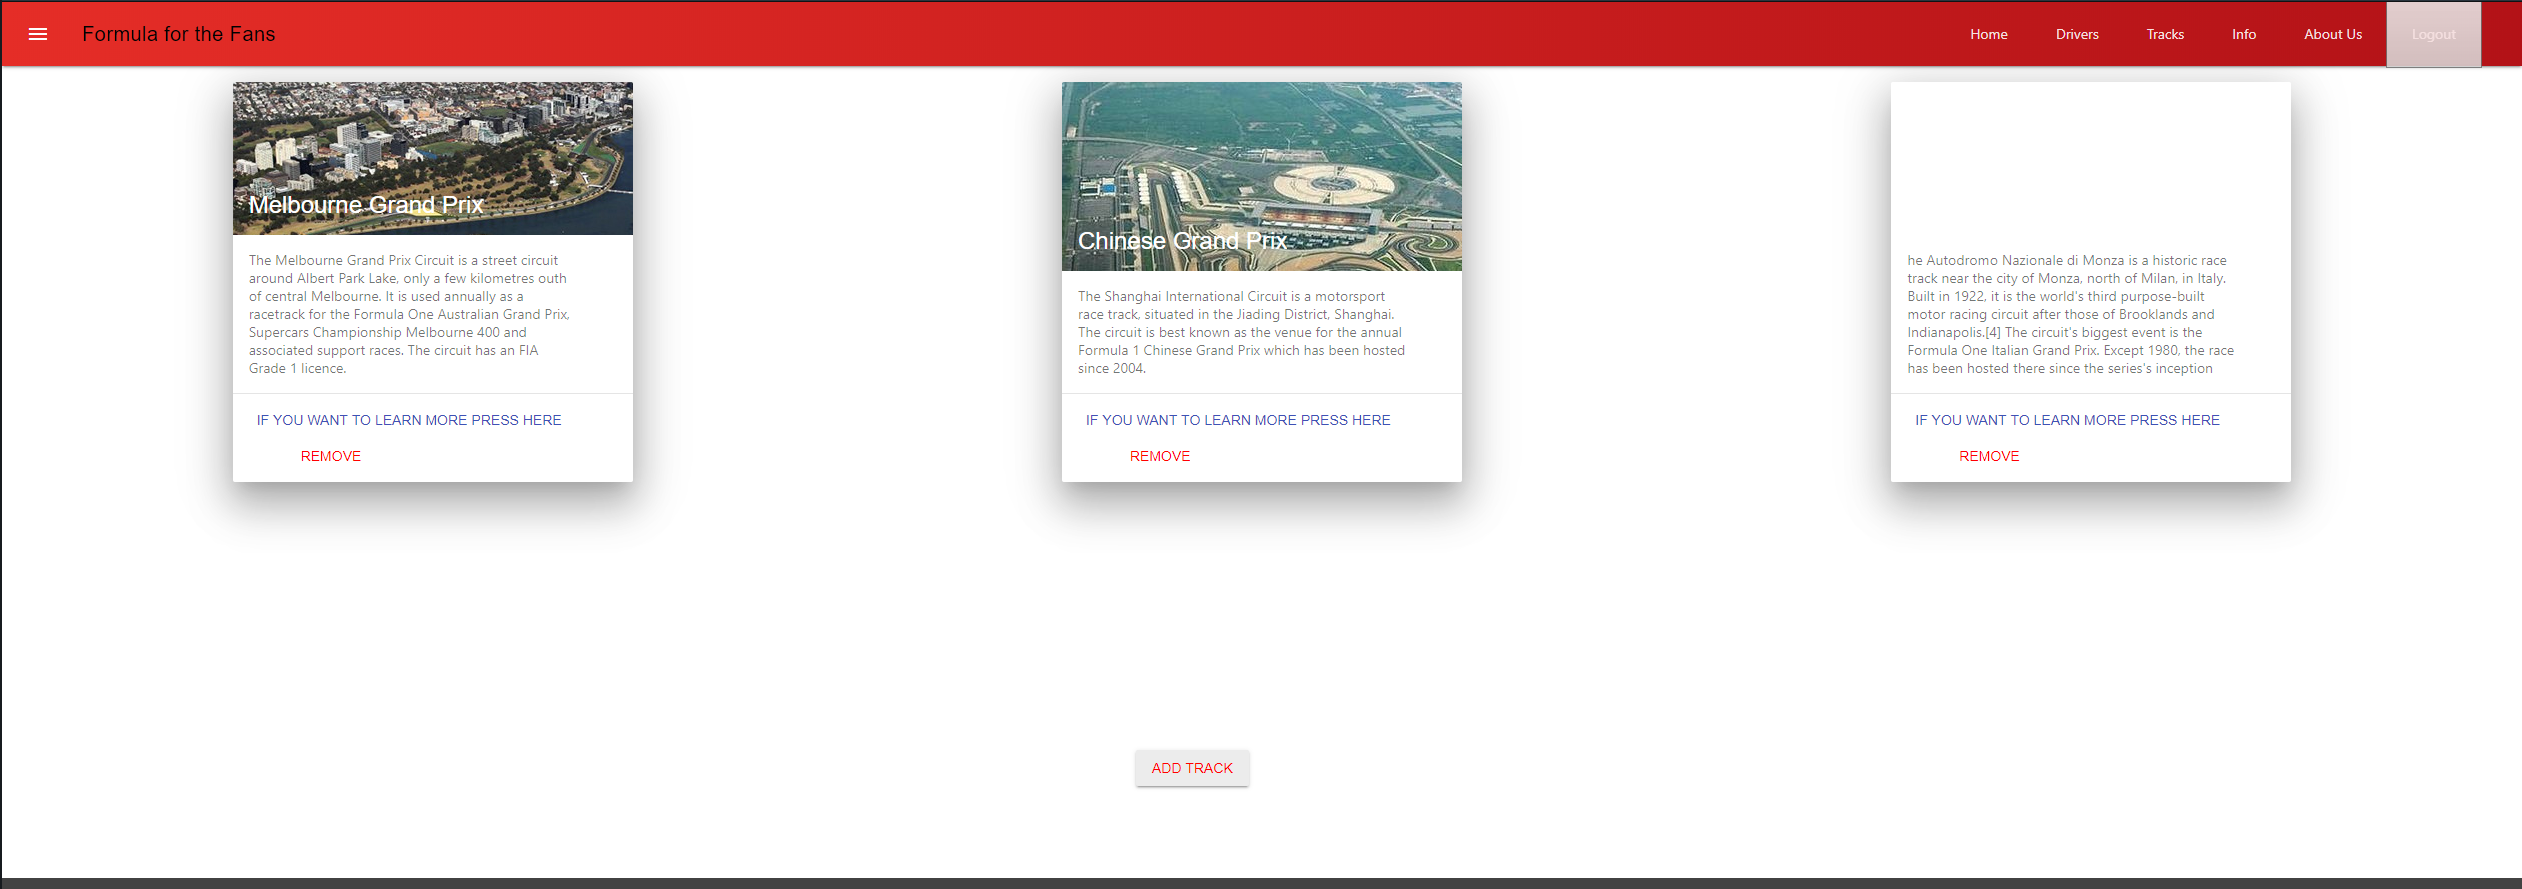 Formula for the Fans
Home
Drivers
Tracks
Info
About Us
Logout
Melbourne Grand Prix
The Melbourne Grand Prix Circuit is a street circuit
around Albert Park Lake, only a few kilometres outh
of central Melbourne. It is used annually as a
racetrack for the Formula One Australian Grand Prix,
Supercars Championship Melbourne 400 and
associated support races. The circuit has an FIA
Grade 1 licence.
IF YOU WANT TO LEARN MORE PRESS HERE
REMOVE
Chinese Grand Prix
The Shanghai International Circuit is a motorsport
race track, situated in the Jiading District, Shanghai.
The circuit is best known as the venue for the annual
Formula 1 Chinese Grand Prix which has been hosted
since 2004.
IF YOU WANT TO LEARN MORE PRESS HERE
REMOVE
he Autodromo Nazionale di Monza is a historic race
track near the city of Monza, north of Milan, in Italy.
Built in 1922, it is the world's third purpose-built
motor racing circuit after those of Brooklands and
Indianapolis.[4] The circuit's biggest event is the
Formula One Italian Grand Prix. Except 1980, the race
has been hosted there since the series's inception
IF YOU WANT TO LEARN MORE PRESS HERE
REMOVE
ADD TRACK